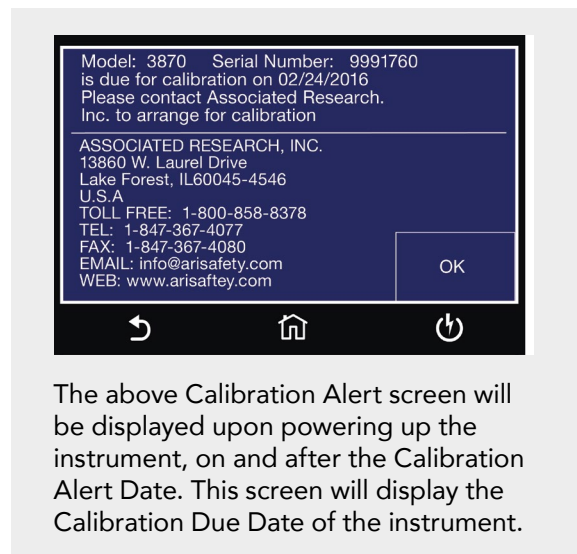 Model: 3870 Serial Number: 9991760
is due for calibration on 02/24/2016
Please contact Associated Research.
Inc. to arrange for calibration
ASSOCIATED RESEARCH, INC.
13860 W. Laurel Drive
Lake Forest, IL60045-4546
U.S.A
TOLL FREE: 1-800-858-8378
TEL: 1-847-367-4077
FAX: 1-847-367-4080
EMAIL: info@arisafety.com
WEB: www.arisaftey.com
OK
The above Calibration Alert screen will
be displayed upon powering up the
instrument, on and after the Calibration
Alert Date. This screen will display the
Calibration Due Date of the instrument.